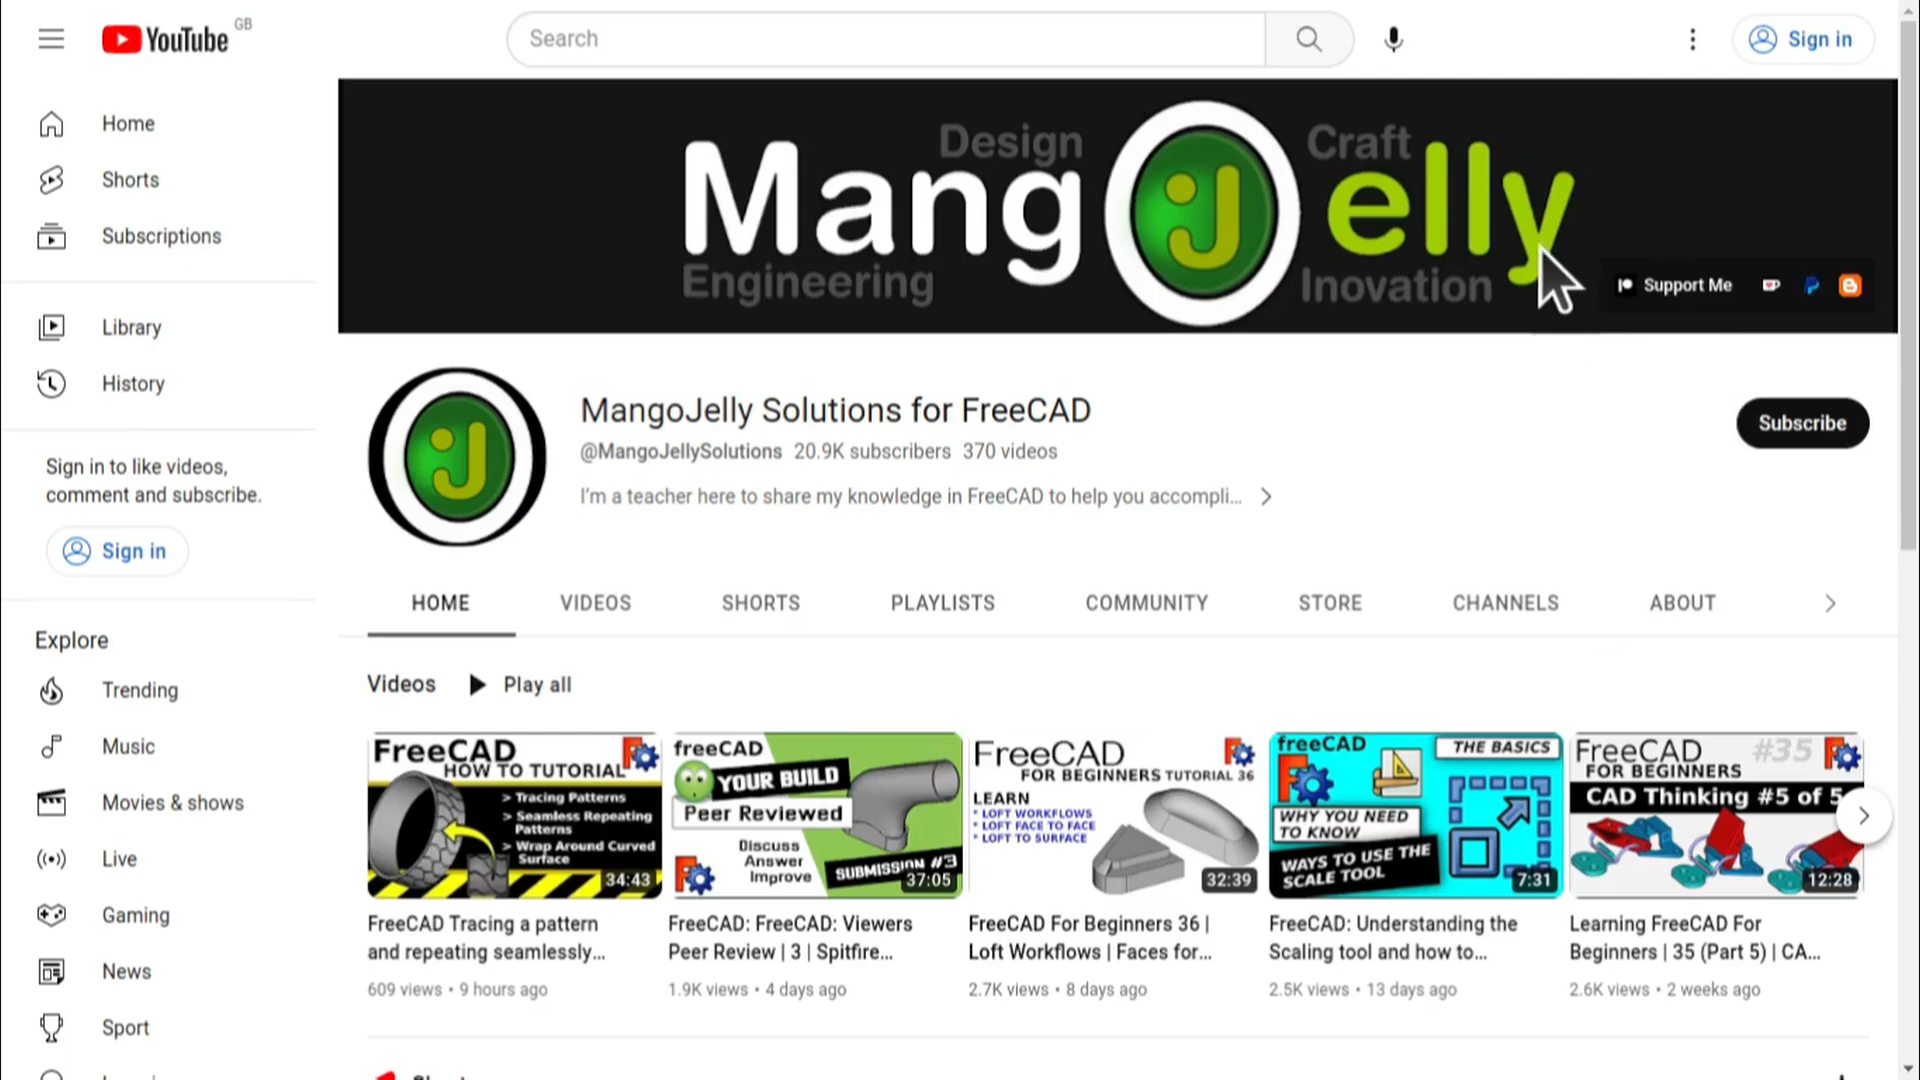 YouTube GB
Search
Sign in
Home
Shorts
Subscriptions
Library
History
Sign in to like videos,
comment and subscribe.
Sign in
Explore
Trending
Music
Movies & shows
Live
Gaming
News
Sport
Design
Craft
Mang J elly
Engineering
Inovation
Support Me
MangoJelly Solutions for FreeCAD
@MangoJellySolutions 20.9K subscribers 370 videos
I'm a teacher here to share my knowledge in FreeCAD to help you accompli...
Subscribe
HOME
VIDEOS
SHORTS
PLAYLISTS
COMMUNITY
STORE
CHANNELS
ABOUT
Videos
Play all
FreeCAD
HOW TO TUTORIAL
> Tracing Patterns
> Seamless Repeating
Patterns
> Wrap Around Curved
Surface
34:43
FreeCAD Tracing a pattern
and repeating seamlessly...
609 views • 9 hours ago
freeCAD
YOUR BUILD
Peer Reviewed
Discuss
Answer
Improve
SUBMISSION #3
37:05
FreeCAD: FreeCAD: Viewers
Peer Review | 3 | Spitfire...
1.9K views • 4 days ago
FreeCAD
FOR BEGINNERS TUTORIAL 36
LEARN
* LOFT WORKFLOWS
* LOFT FACE TO FACE
* LOFT TO SURFACE
32:39
FreeCAD For Beginners 36 |
Loft Workflows | Faces for...
2.7K views • 8 days ago
freeCAD
THE BASICS
WHY YOU NEED
TO KNOW
WAYS TO USE THE
SCALE TOOL
7:31
FreeCAD: Understanding the
Scaling tool and how to...
2.5K views • 13 days ago
FreeCAD #35
FOR BEGINNERS
CAD Thinking #5 of 5
12:28
Learning FreeCAD For
Beginners | 35 (Part 5) | CA...
2.6K views • 2 weeks ago